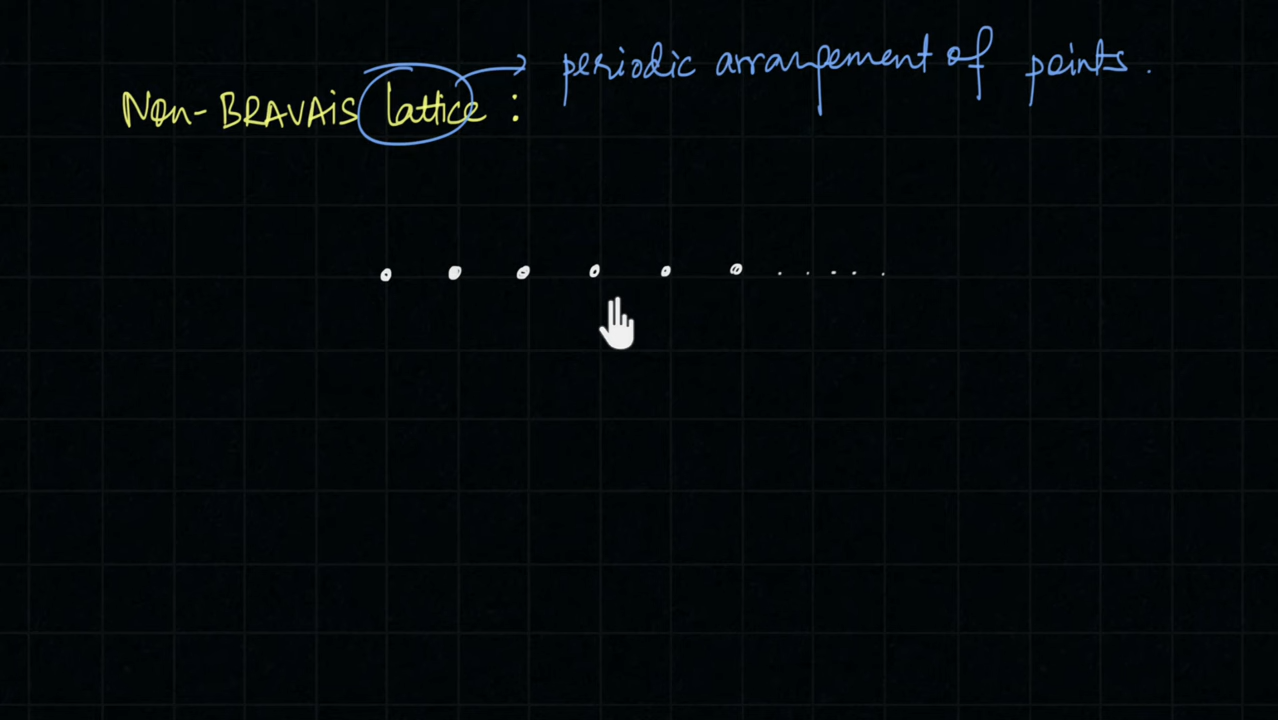 periodic arrangement of points.
Non-BRAVAIS lattice :